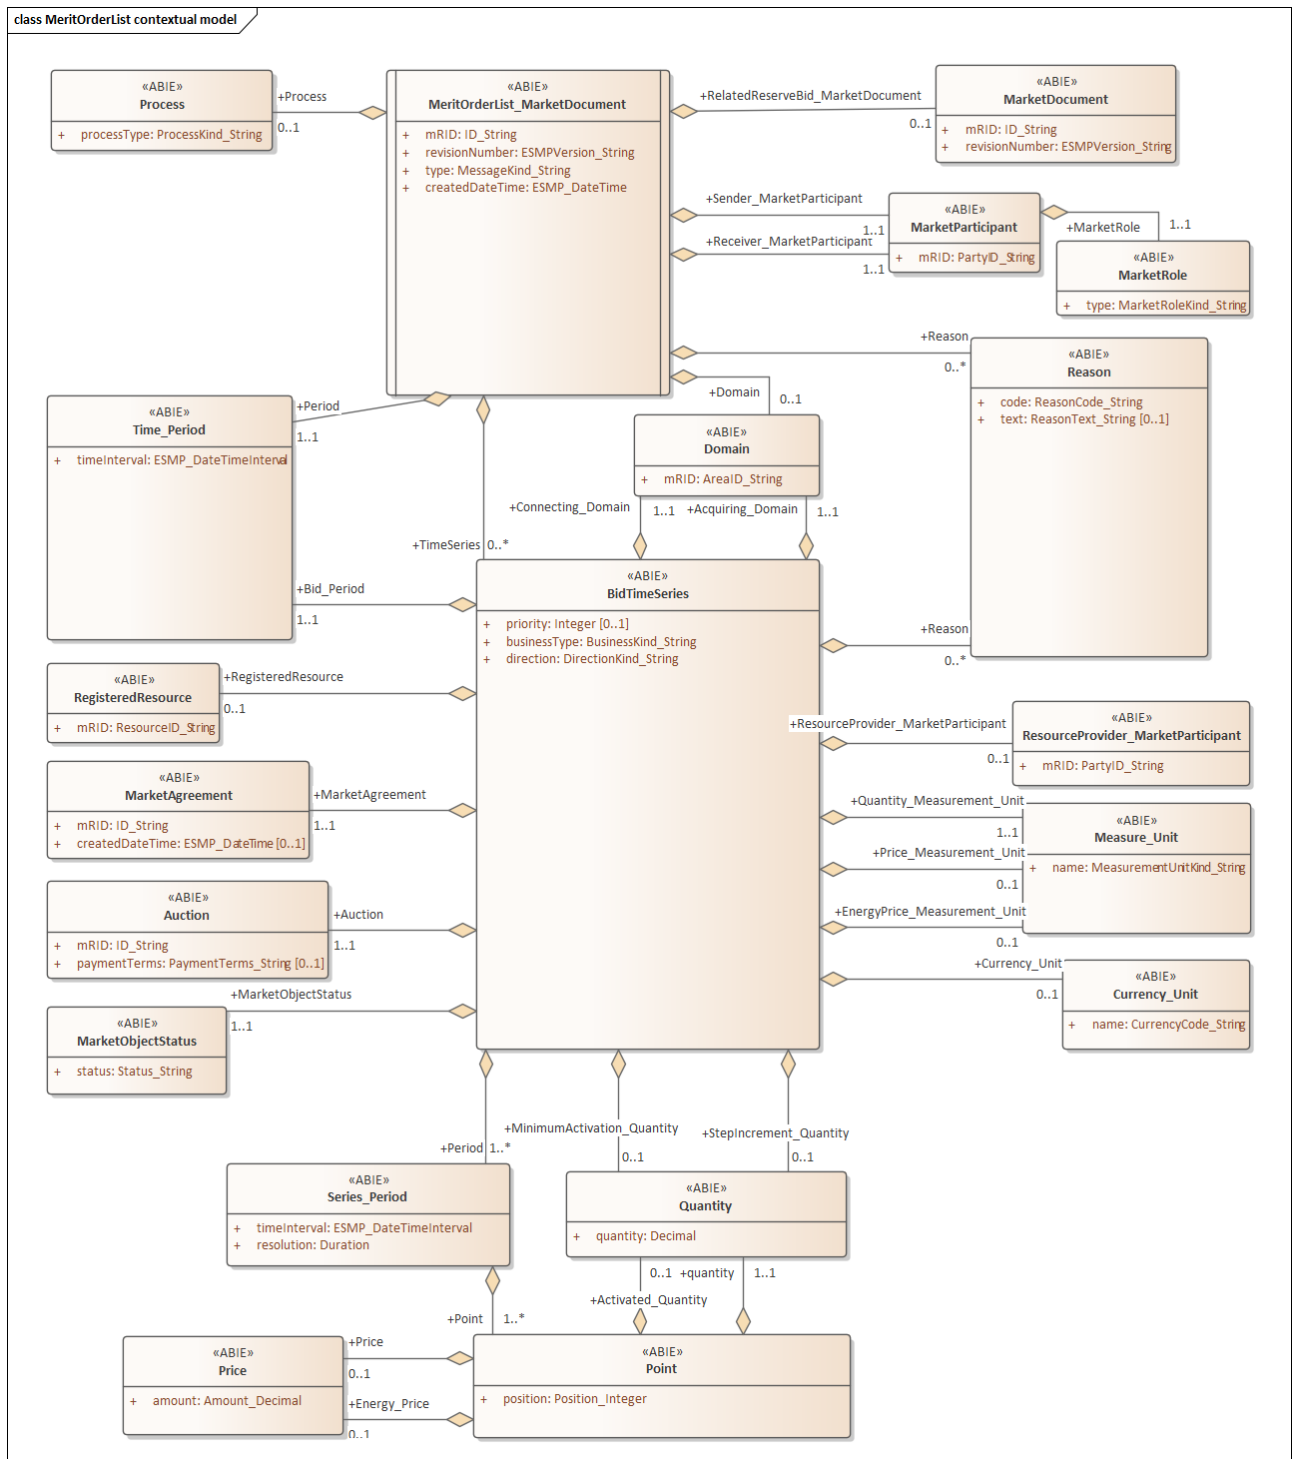 class MeritOrderList contextual model
«ABIE»
Process
+ processType: ProcessKind_String
+Process
0..1
«ABIE»
MeritOrderList_MarketDocument
+ mRID: ID_String
+ revisionNumber: ESMPVersion_String
+ type: MessageKind_String
+ createdDateTime: ESMP_DateTime
+RelatedReserveBid_MarketDocument
0..1
«ABIE»
MarketDocument
+ mRID: ID_String
+ revisionNumber: ESMPVersion_String
+Sender_MarketParticipant
1..1
+Receiver_MarketParticipant
1..1
«ABIE»
MarketParticipant
+ mRID: PartyID_String
+MarketRole
1..1
«ABIE»
MarketRole
+ type: MarketRoleKind_String
+Reason
0..*
«ABIE»
Reason
+ code: ReasonCode_String
+ text: ReasonText_String [0..1]
+Domain
0..1
«ABIE»
Domain
+ mRID: AreaID_String
+Period
1..1
«ABIE»
Time_Period
+ timeInterval: ESMP_DateTimeInterval
+Connecting_Domain
1..1
+Acquiring_Domain
1..1
+TimeSeries
0..*
+Bid_Period
1..1
«ABIE»
BidTimeSeries
+ priority: Integer [0..1]
+ businessType: BusinessKind_String
+ direction: DirectionKind_String
+Reason
0..*
«ABIE»
RegisteredResource
+ mRID: ResourceID_String
+RegisteredResource
0..1
+ResourceProvider_MarketParticipant
0..1
«ABIE»
ResourceProvider_MarketParticipant
+ mRID: PartyID_String
«ABIE»
MarketAgreement
+ mRID: ID_String
+ createdDateTime: ESMP_DateTime [0..1]
+MarketAgreement
1..1
+Quantity_Measurement_Unit
1..1
+Price_Measurement_Unit
0..1
+EnergyPrice_Measurement_Unit
0..1
«ABIE»
Measure_Unit
+ name: MeasurementUnitKind_String
«ABIE»
Auction
+ mRID: ID_String
+ paymentTerms: PaymentTerms_String [0..1]
+Auction
1..1
+Currency_Unit
0..1
«ABIE»
Currency_Unit
+ name: CurrencyCode_String
+MarketObjectStatus
1..1
«ABIE»
MarketObjectStatus
+ status: Status_String
+Period
1..*
+MinimumActivation_Quantity
0..1
+StepIncrement_Quantity
0..1
«ABIE»
Series_Period
+ timeInterval: ESMP_DateTimeInterval
+ resolution: Duration
«ABIE»
Quantity
+ quantity: Decimal
0..1
+Activated_Quantity
+quantity
1..1
+Point
1..*
«ABIE»
Price
+ amount: Amount_Decimal
+Price
0..1
+Energy_Price
0..1
«ABIE»
Point
+ position: Position_Integer